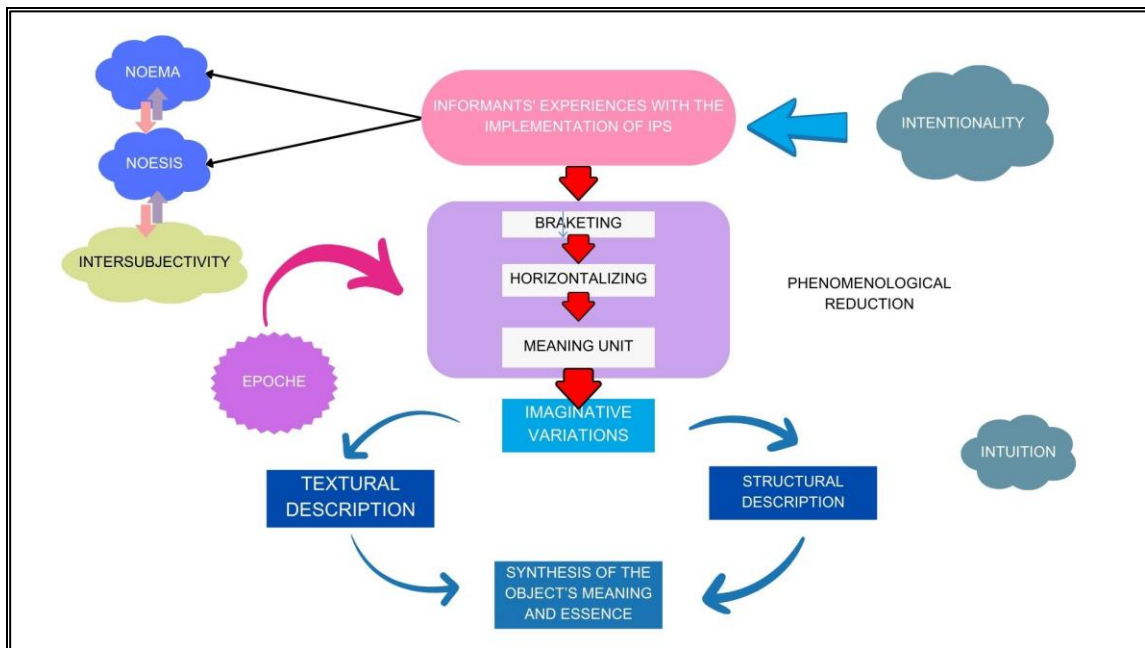 NOEMA
INFORMANTS' EXPERIENCES WITH THE
IMPLEMENTATION OF IPS
INTENTIONALITY
NOESIS
INTERSUBJECTIVITY
BRAKETING
HORIZONTALIZING
MEANING UNIT
PHENOMENOLOGICAL
REDUCTION
EPOCHE
IMAGINATIVE
VARIATIONS
INTUITION
TEXTURAL
DESCRIPTION
STRUCTURAL
DESCRIPTION
SYNTHESIS OF THE
OBJECT'S MEANING
AND ESSENCE